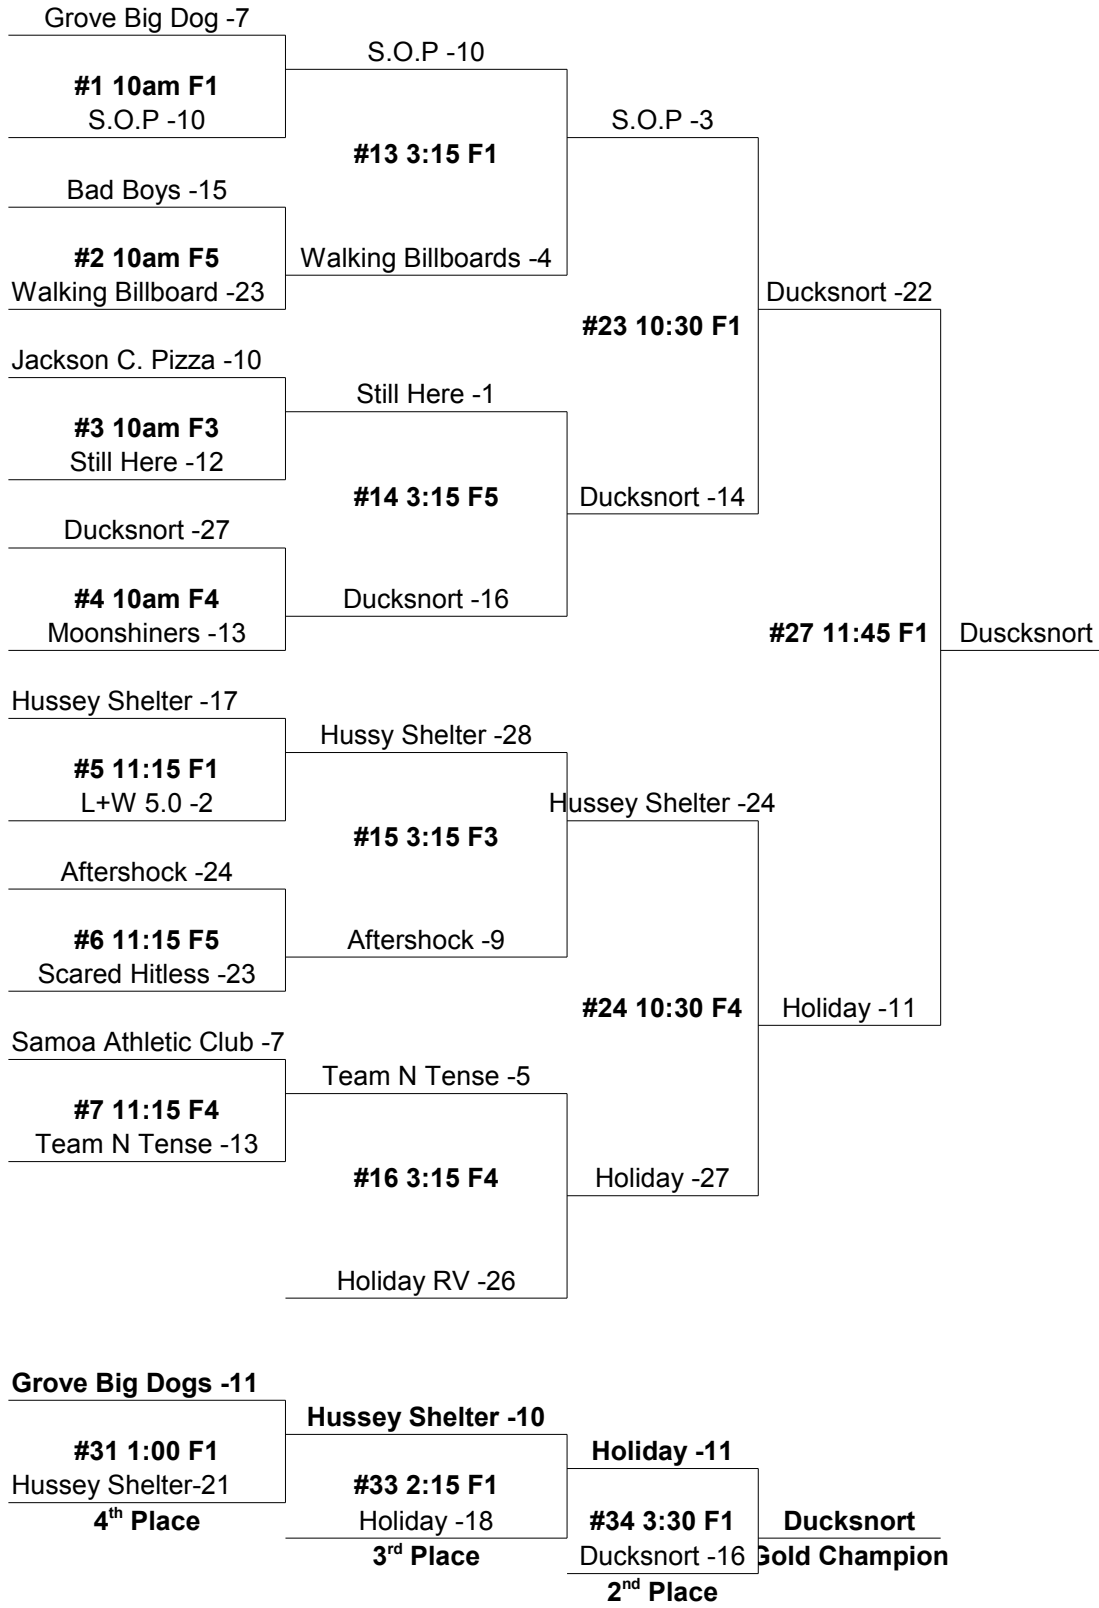 Grove Big Dog -7
#1 10am F1
S.O.P -10
Bad Boys -15
#2 10am F5
Walking Billboard -23
Jackson C. Pizza -10
#3 10am F3
Still Here -12
Ducksnort -27
#4 10am F4
Moonshiners -13
Hussey Shelter -17
#5 11:15 F1
L+W 5.0 -2
Aftershock -24
#6 11:15 F5
Scared Hitless -23
Samoa Athletic Club -7
#7 11:15 F4
Team N Tense -13
S.O.P -10
#13 3:15 F1
Walking Billboards -4
Still Here -1
#14 3:15 F5
Ducksnort -16
Hussy Shelter -28
#15 3:15 F3
Aftershock -9
Team N Tense -5
#16 3:15 F4
Holiday RV -26
S.O.P -3
#23 10:30 F1
Ducksnort -14
Hussey Shelter -24
#24 10:30 F4
Holiday -27
Ducksnort -22
#27 11:45 F1
Holiday -11
Duscksnort
Grove Big Dogs -11
#31 1:00 F1
Hussey Shelter-21
4th Place
Hussey Shelter -10
#33 2:15 F1
Holiday -18
3rd Place
Holiday -11
#34 3:30 F1
Ducksnort -16
2nd Place
Ducksnort
Gold Champion